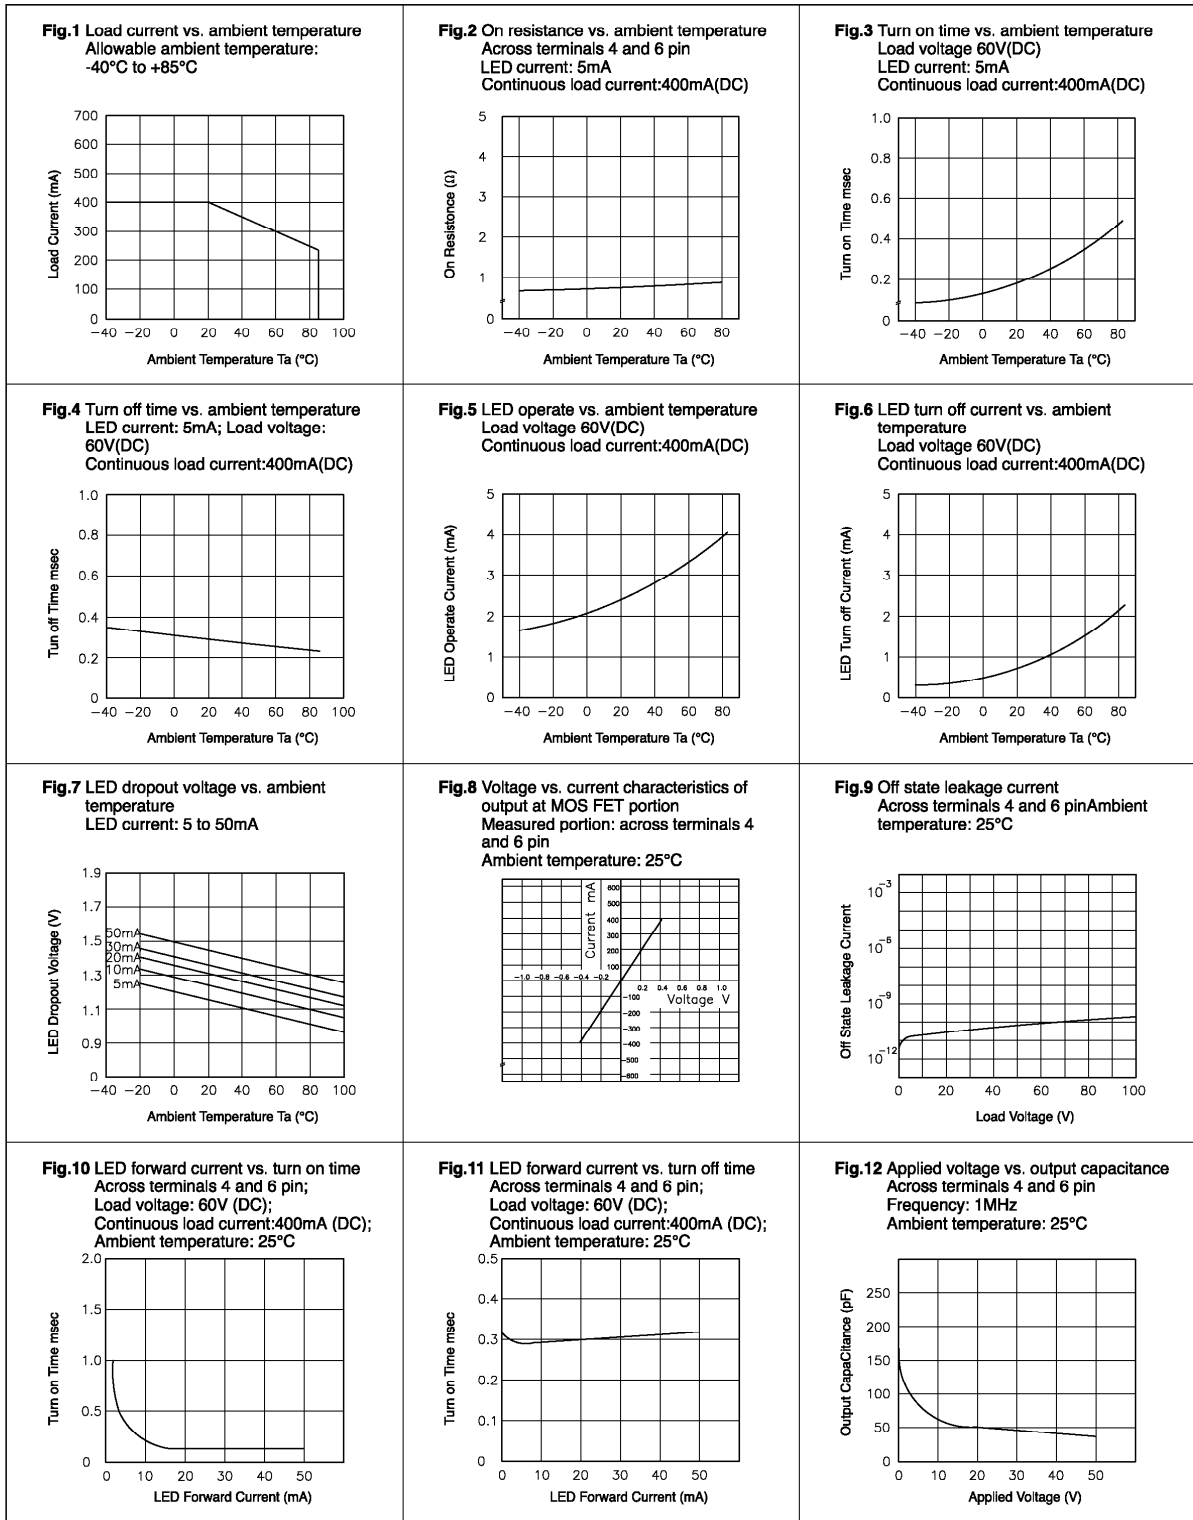 Fig.1 Load current vs. ambient temperature
Allowable ambient temperature:
-40°C to +85°C
700
600
500
400
300
200
100
0
Load Current (mA)
−40 −20 0 20 40 60 80 100
Ambient Temperature Ta (°C)
Fig.2 On resistance vs. ambient temperature
Across terminals 4 and 6 pin
LED current: 5mA
Continuous load current:400mA(DC)
5
4
3
2
1
0
On Resistonce (Ω)
−40 −20 0 20 40 60 80
Ambient Temperature Ta (°C)
Fig.3 Turn on time vs. ambient temperature
Load voltage 60V(DC)
LED current: 5mA
Continuous load current:400mA(DC)
1.0
0.8
0.6
0.4
0.2
0
Turn on Time msec
−40 −20 0 20 40 60 80
Ambient Temperature Ta (°C)
Fig.4 Turn off time vs. ambient temperature
LED current: 5mA; Load voltage:
60V(DC)
Continuous load current:400mA(DC)
1.0
0.8
0.6
0.4
0.2
0
Tun off Time msec
−40 −20 0 20 40 60 80 100
Ambient Temperature Ta (°C)
Fig.5 LED operate vs. ambient temperature
Load voltage 60V(DC)
Continuous load current:400mA(DC)
5
4
3
2
1
0
LED Operate Current (mA)
−40 −20 0 20 40 60 80
Ambient Temperature Ta (°C)
Fig.6 LED turn off current vs. ambient
temperature
Load voltage 60V(DC)
Continuous load current:400mA(DC)
5
4
3
2
1
0
LED Turn off Current (mA)
−40 −20 0 20 40 60 80
Ambient Temperature Ta (°C)
Fig.7 LED dropout voltage vs. ambient
temperature
LED current: 5 to 50mA
1.9
1.7
1.5
1.3
1.1
0.9
0
LED Dropout Voltage (V)
50mA
30mA
20mA
10mA
5mA
−40 −20 0 20 40 60 80 100
Ambient Temperature Ta (°C)
Fig.8 Voltage vs. current characteristics of
output at MOS FET portion
Measured portion: across terminals 4
and 6 pin
Ambient temperature: 25°C
Current mA
600
500
400
300
200
100
−1.0 −0.8 −0.6 −0.4 −0.2
0.2 0.4 0.6 0.8 1.0
Voltage V
−100
−200
−300
−400
−500
−600
Fig.9 Off state leakage current
Across terminals 4 and 6 pinAmbient
temperature: 25°C
10−3
10−6
10−9
10−12
Off State Leakage Current
0 20 40 60 80 100
Load Voltage (V)
Fig.10 LED forward current vs. turn on time
Across terminals 4 and 6 pin;
Load voltage: 60V (DC);
Continuous load current:400mA (DC);
Ambient temperature: 25°C
2.0
1.5
1.0
0.5
0
Turn on Time msec
0 10 20 30 40 50
LED Forward Current (mA)
Fig.11 LED forward current vs. turn off time
Across terminals 4 and 6 pin;
Load voltage: 60V (DC);
Continuous load current:400mA (DC);
Ambient temperature: 25°C
0.5
0.4
0.3
0.2
0.1
0
Turn on Time msec
0 10 20 30 40 50
LED Forward Current (mA)
Fig.12 Applied voltage vs. output capacitance
Across terminals 4 and 6 pin
Frequency: 1MHz
Ambient temperature: 25°C
250
200
150
100
50
0
Output CapaCitance (pF)
0 10 20 30 40 50
Applied Voltage (V)